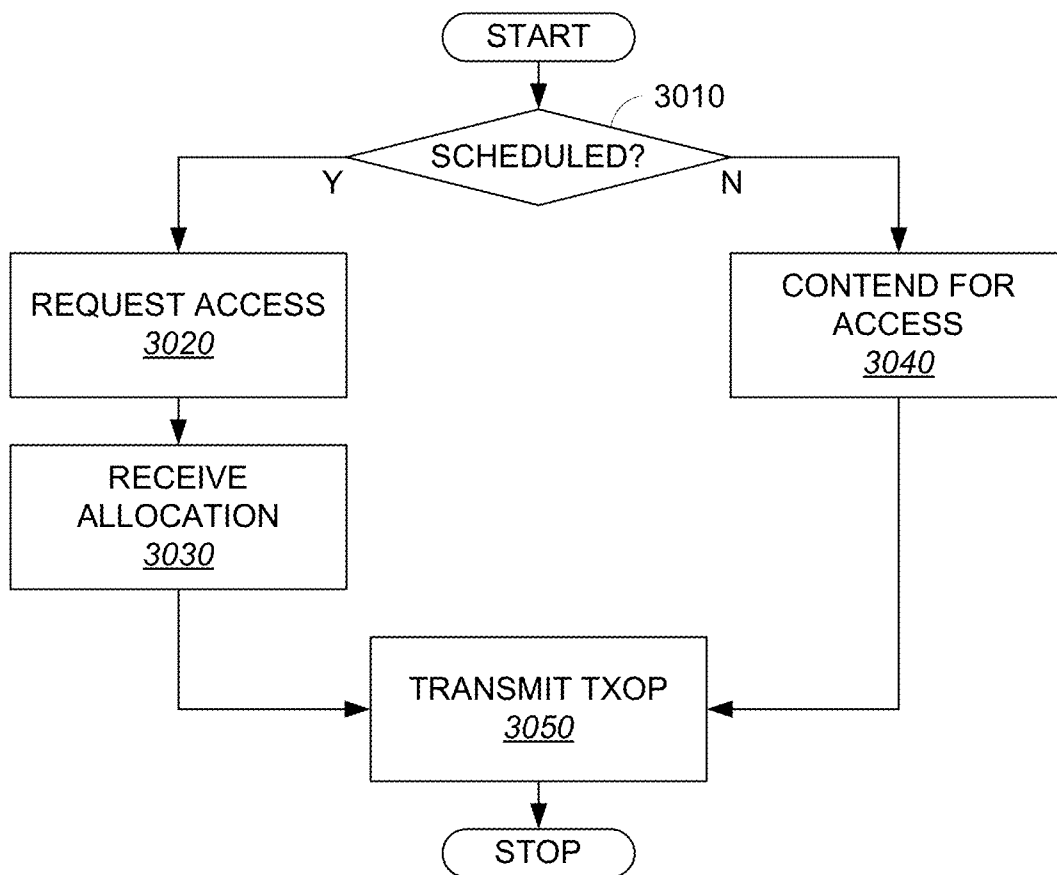 START
3010
SCHEDULED?
Y
N
REQUEST ACCESS
3020
CONTEND FOR
ACCESS
3040
RECEIVE
ALLOCATION
3030
TRANSMIT TXOP
3050
STOP